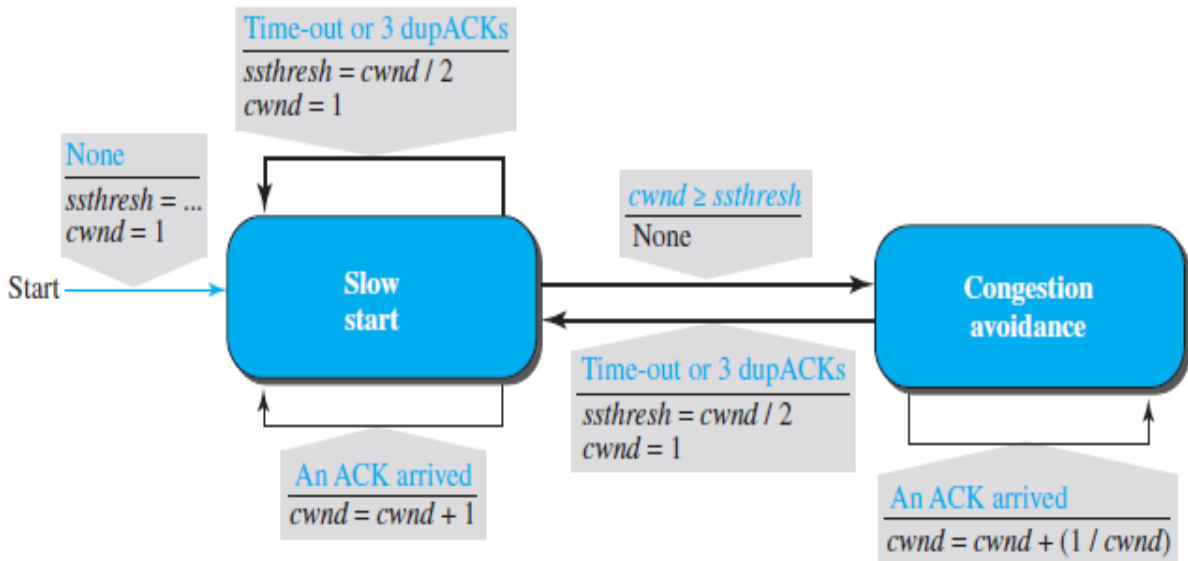 Time-out or 3 dupACKs
ssthresh = cwnd / 2
cwnd = 1
None
ssthresh = ...
cwnd = 1
Start
Slow
start
An ACK arrived
cwnd = cwnd + 1
cwnd ≥ ssthresh
None
Time-out or 3 dupACKs
ssthresh = cwnd / 2
cwnd = 1
Congestion
avoidance
An ACK arrived
cwnd = cwnd + (1 / cwnd)